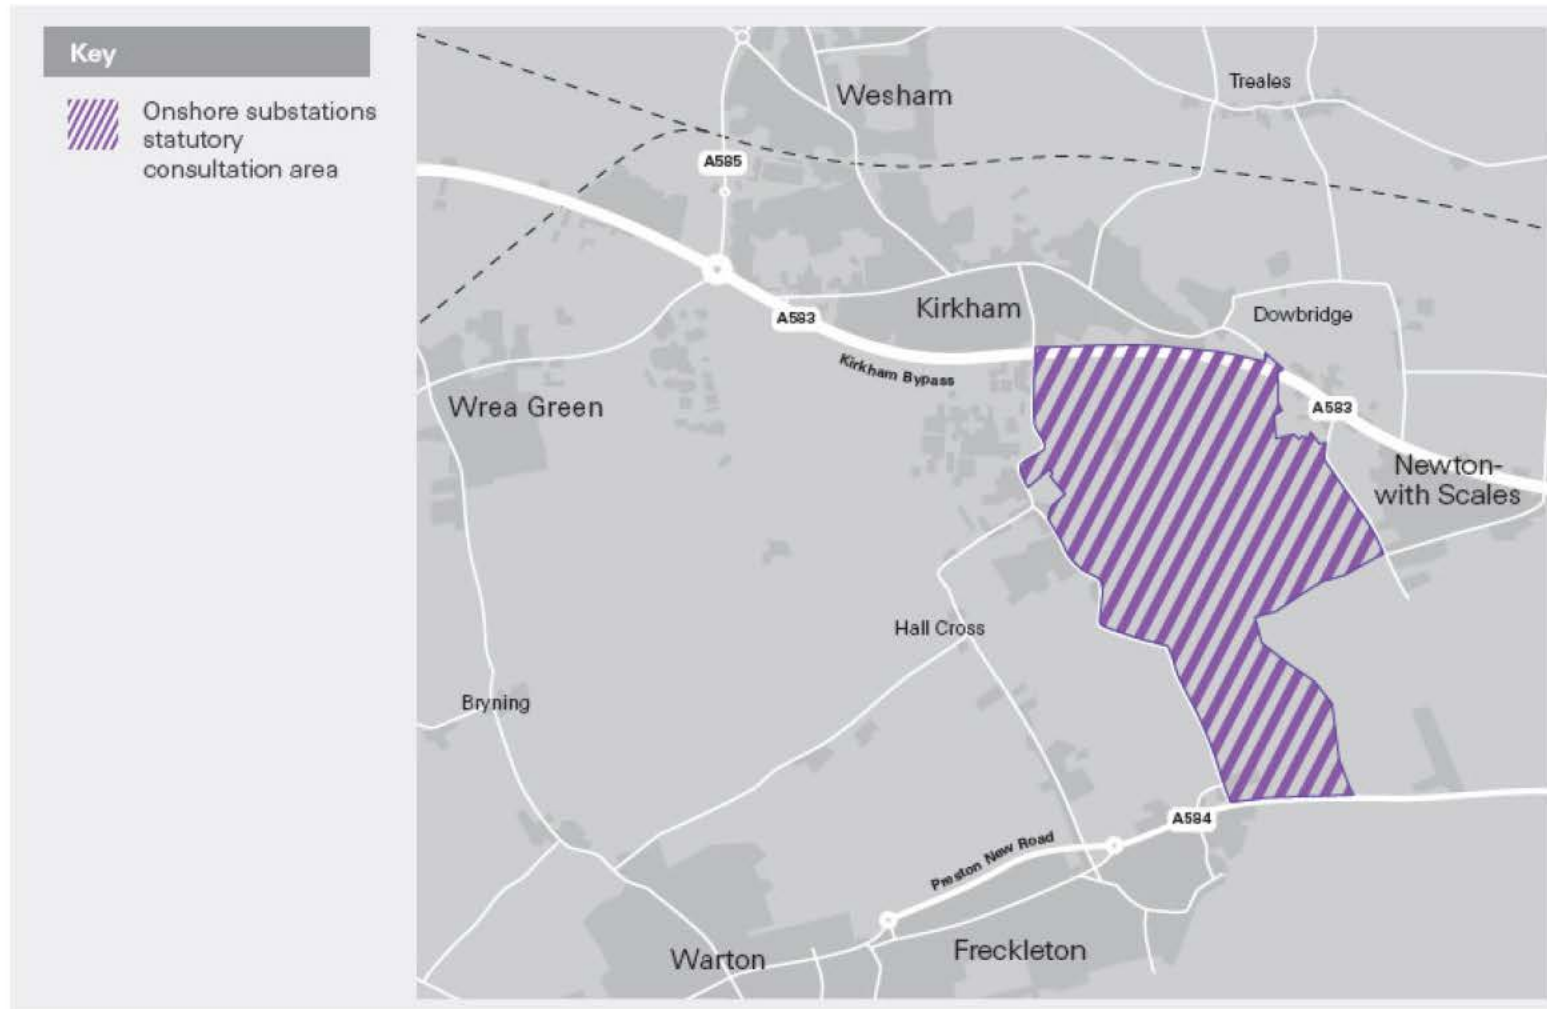 Key
Onshore substations
statutory
consultation area
Wesham
Treales
A585
Kirkham
Dowbridge
A583
Kirkham Bypass
Wrea Green
A583
Newton-
with Scales
Hall Cross
Bryning
A584
Preston New Road
Freckleton
Warton